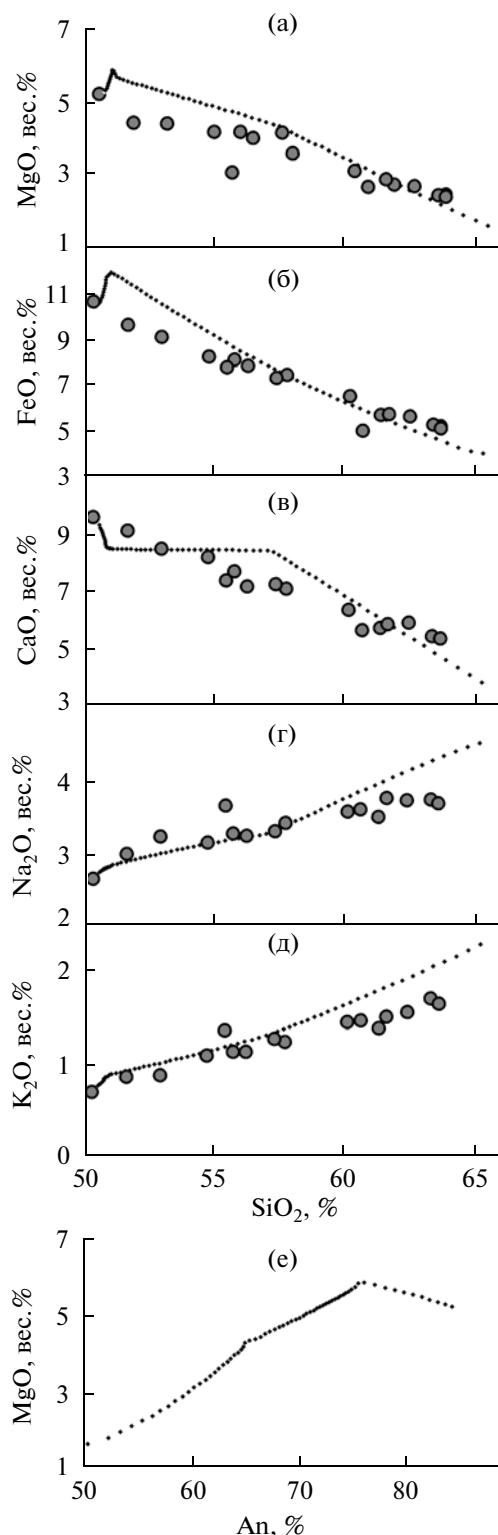 (а)
7
5
3
1
MgO, вес.%
(б)
11
9
7
5
3
FeO, вес.%
(в)
9
7
5
3
CaO, вес.%
(г)
4
3
2
Na₂O, вес.%
(д)
2
1
0
K₂O, вес.%
50 55 60 65
SiO₂, %
(е)
7
5
3
1
MgO, вес.%
50 60 70 80
An, %